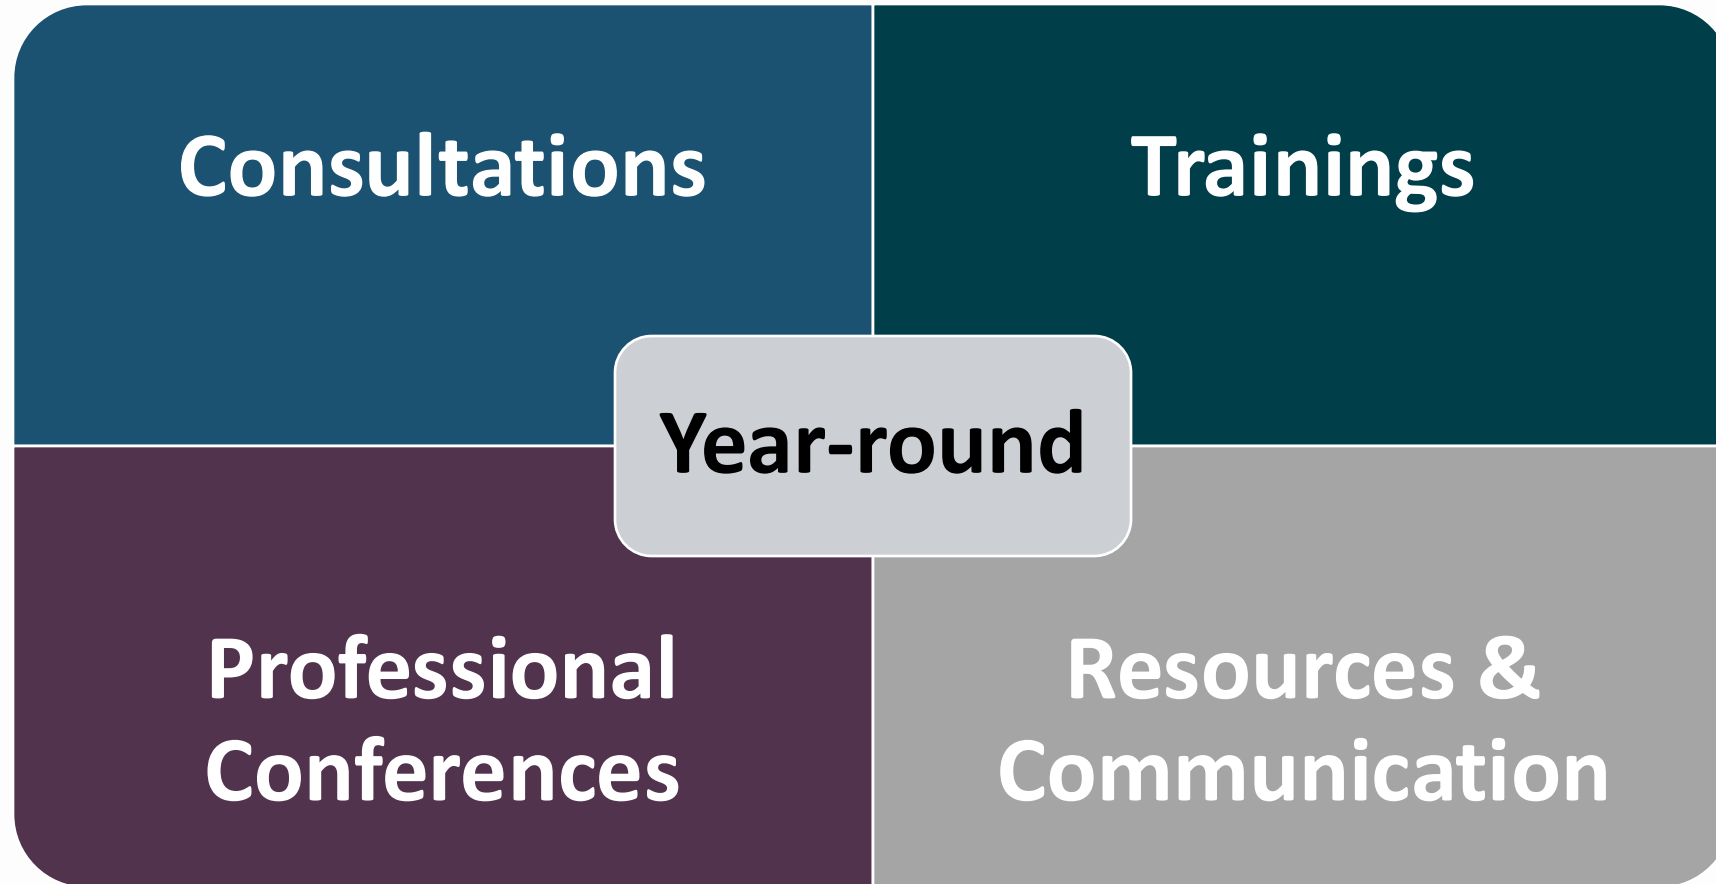 Consultations
Trainings
Year-round
Professional
Conferences
Resources &
Communication